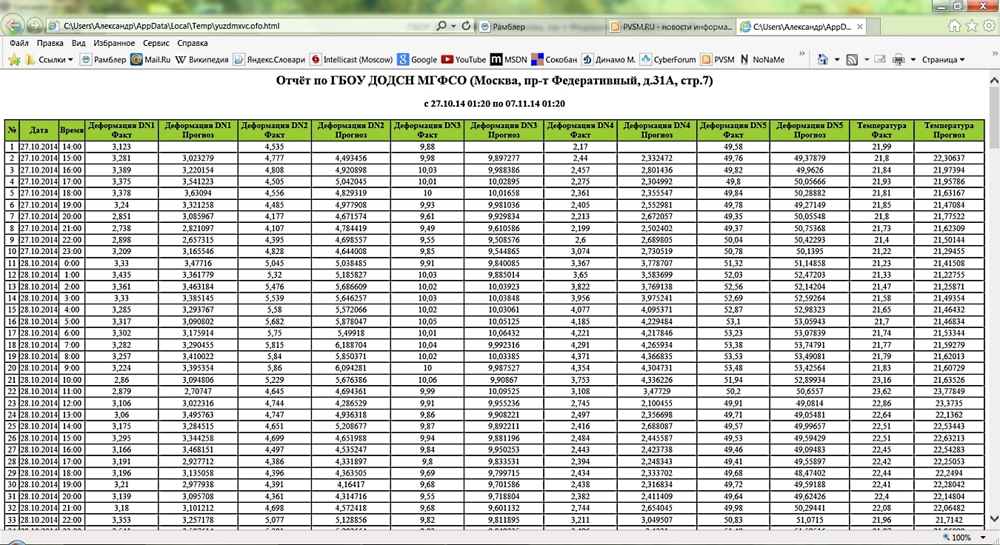 C:\Users\Александр\AppData\Local\Temp\yuzdmxvc.ofo.html
Рамблер
PVSM.RU - новости информа...
C:\Users\Александр\AppD...
Файл Правка Вид Избранное Сервис Справка
Ссылки Рамблер Mail.Ru Википедия Яндекс.Словари Intellicast (Moscow) Google YouTube MSDN Сокобан Динамо М. CyberForum PVSM NoNaMe » Страница »
Отчёт по ГБОУ ДОДСН МГФСО (Москва, пр-т Федеративный, д.31А, стр.7)
с 27.10.14 01:20 по 07.11.14 01:20
№ Дата Время Деформация DN1 Факт Деформация DN1 Прогноз Деформация DN2 Факт Деформация DN2 Прогноз Деформация DN3 Факт Деформация DN3 Прогноз Деформация DN4 Факт Деформация DN4 Прогноз Деформация DN5 Факт Деформация DN5 Прогноз Температура Факт Температура Прогноз
1 27.10.2014 14:00 3,123 4,535 9,88 2,17 49,58 21,99
2 27.10.2014 15:00 3,281 3,023279 4,777 4,493456 9,98 9,897277 2,44 2,332472 49,76 49,37879 21,8 22,30637
3 27.10.2014 16:00 3,389 3,220154 4,808 4,920898 10,03 9,988386 2,457 2,801436 49,82 49,9626 21,84 21,97394
4 27.10.2014 17:00 3,375 3,541223 4,505 5,042045 10,01 10,02895 2,275 2,304992 49,8 50,05666 21,93 21,95786
5 27.10.2014 18:00 3,378 3,63094 4,556 4,829319 10 10,01658 2,361 2,355547 49,84 50,28882 21,81 21,63167
6 27.10.2014 19:00 3,24 3,321258 4,485 4,977908 9,93 9,981036 2,405 2,552981 49,78 49,27149 21,85 21,47084
7 27.10.2014 20:00 2,851 3,085967 4,177 4,671574 9,61 9,929834 2,213 2,672057 49,35 50,05548 21,8 21,77522
8 27.10.2014 21:00 2,738 2,821097 4,107 4,784419 9,49 9,610586 2,199 2,502402 49,37 50,75368 21,73 21,62309
9 27.10.2014 22:00 2,898 2,657315 4,395 4,698557 9,55 9,508576 2,6 2,689805 50,04 50,42293 21,4 21,50144
10 27.10.2014 23:00 3,209 3,165546 4,828 4,644008 9,85 9,544865 3,074 2,730519 50,78 50,1395 21,22 21,29455
11 28.10.2014 0:00 3,33 3,47716 5,045 5,038485 9,91 9,840085 3,367 3,778707 51,32 51,14858 21,23 21,41508
12 28.10.2014 1:00 3,435 3,361779 5,32 5,185827 10,03 9,885014 3,65 3,583699 52,03 52,47203 21,33 21,22755
13 28.10.2014 2:00 3,361 3,463184 5,476 5,686609 10,02 10,03923 3,822 3,769138 52,56 52,14204 21,47 21,25871
14 28.10.2014 3:00 3,33 3,385145 5,539 5,646257 10,03 10,03848 3,956 3,975241 52,69 52,59264 21,58 21,49354
15 28.10.2014 4:00 3,285 3,293767 5,58 5,572066 10,02 10,03061 4,077 4,095371 52,87 52,98323 21,65 21,46432
16 28.10.2014 5:00 3,317 3,090802 5,682 5,878047 10,05 10,05125 4,185 4,229484 53,1 53,05943 21,7 21,46834
17 28.10.2014 6:00 3,302 3,175914 5,75 5,49918 10,01 10,06432 4,221 4,217846 53,23 53,07839 21,74 21,53344
18 28.10.2014 7:00 3,282 3,290455 5,815 6,188704 10,04 9,992316 4,291 4,265934 53,38 53,74791 21,77 21,59279
19 28.10.2014 8:00 3,257 3,410022 5,84 5,850371 10,02 10,03385 4,371 4,366835 53,53 53,49081 21,79 21,62013
20 28.10.2014 9:00 3,224 3,395354 5,86 6,094281 10 9,987527 4,354 4,304731 53,48 53,42564 21,83 21,60729
21 28.10.2014 10:00 2,86 3,094806 5,229 5,676386 10,06 9,90867 3,753 4,336226 51,94 52,89934 23,16 21,63526
22 28.10.2014 11:00 2,879 2,70747 4,645 4,694361 9,99 10,09525 3,108 3,47729 50,2 50,6557 23,62 23,77849
23 28.10.2014 12:00 3,106 3,022316 4,744 4,286529 9,91 9,955236 2,745 2,100455 49,91 49,0814 22,86 23,3735
24 28.10.2014 13:00 3,06 3,495763 4,747 4,936318 9,86 9,908221 2,497 2,356698 49,71 49,05481 22,64 22,1362
25 28.10.2014 14:00 3,175 3,284515 4,651 5,208677 9,87 9,892211 2,416 2,688087 49,57 49,99657 22,51 22,53443
26 28.10.2014 15:00 3,295 3,344258 4,699 4,651988 9,94 9,881196 2,484 2,445587 49,53 49,59429 22,51 22,63213
27 28.10.2014 16:00 3,166 3,468151 4,497 4,535247 9,84 9,950253 2,443 2,423738 49,46 49,09483 22,45 22,54283
28 28.10.2014 17:00 3,191 2,927712 4,386 4,331897 9,8 9,833531 2,394 2,248343 49,41 49,55897 22,42 22,25053
29 28.10.2014 18:00 3,196 3,135058 4,396 4,363505 9,69 9,799715 2,434 2,333702 49,68 48,47402 22,44 22,2494
30 28.10.2014 19:00 3,21 2,977938 4,391 4,16417 9,68 9,701586 2,438 2,316834 49,72 49,59188 22,41 22,28042
31 28.10.2014 20:00 3,139 3,095708 4,361 4,314716 9,55 9,718804 2,382 2,411409 49,64 49,62426 22,4 22,14804
32 28.10.2014 21:00 3,18 3,101212 4,698 4,572418 9,68 9,601132 2,744 2,654045 49,98 50,29441 22,08 22,06482
33 28.10.2014 22:00 3,353 3,257178 5,077 5,128856 9,82 9,811895 3,211 3,049507 50,83 51,0715 21,96 21,7142
100%